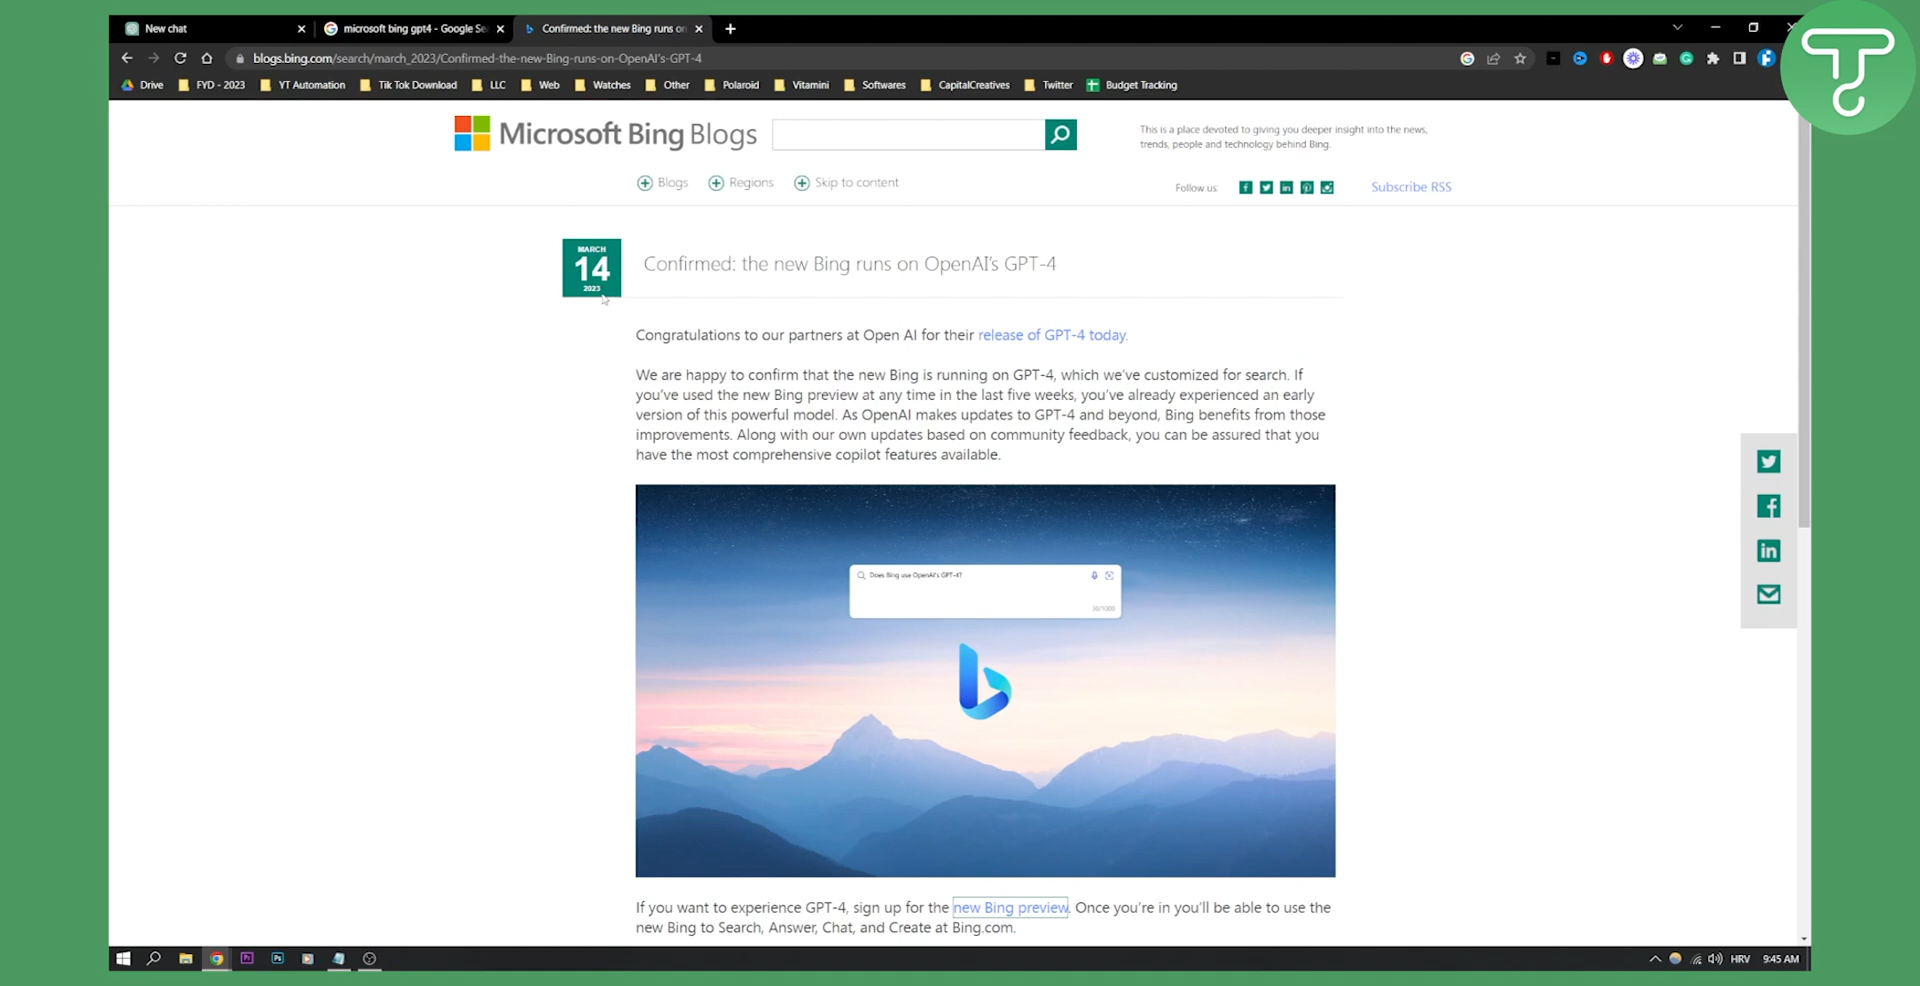 New chat
microsoft bing gpt4 - Google Se
Confirmed: the new Bing runs on
blogs.bing.com/search/march_2023/Confirmed-the-new-Bing-runs-on-OpenAI's-GPT-4
Drive FYD - 2023 YT Automation Tik Tok Download LLC Web Watches Other Polaroid Vitamini Softwares CapitalCreatives Twitter Budget Tracking
Microsoft Bing Blogs
This is a place devoted to giving you deeper insight into the news,
trends, people and technology behind Bing.
Blogs Regions Skip to content
Follow us: Subscribe RSS
MARCH
14
2023
Confirmed: the new Bing runs on OpenAI's GPT-4
Congratulations to our partners at Open AI for their release of GPT-4 today.
We are happy to confirm that the new Bing is running on GPT-4, which we've customized for search. If
you've used the new Bing preview at any time in the last five weeks, you've already experienced an early
version of this powerful model. As OpenAI makes updates to GPT-4 and beyond, Bing benefits from those
improvements. Along with our own updates based on community feedback, you can be assured that you
have the most comprehensive copilot features available.
Does Bing use OpenAI's GPT-4?
30/1000
If you want to experience GPT-4, sign up for the new Bing preview. Once you're in you'll be able to use the
new Bing to Search, Answer, Chat, and Create at Bing.com.
Pr Ps
HRV 9:45 AM